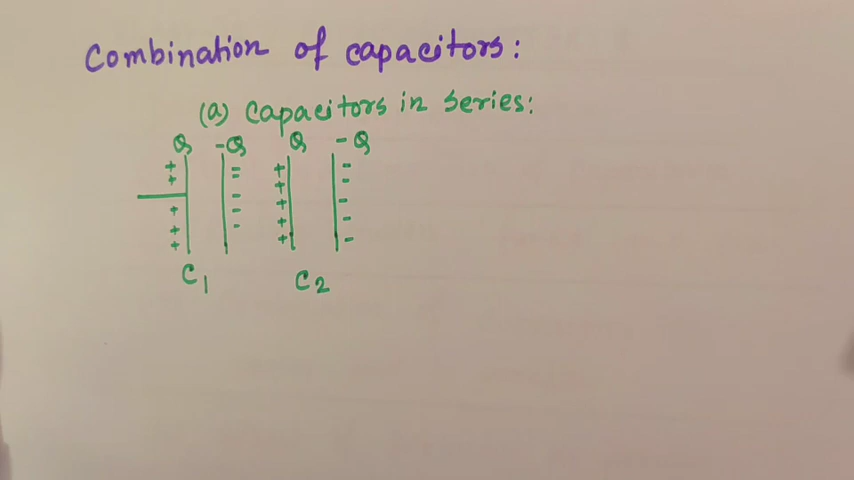 Combination of capacitors:
(a) Capacitors in series:
Q -Q Q -Q
C1 C2